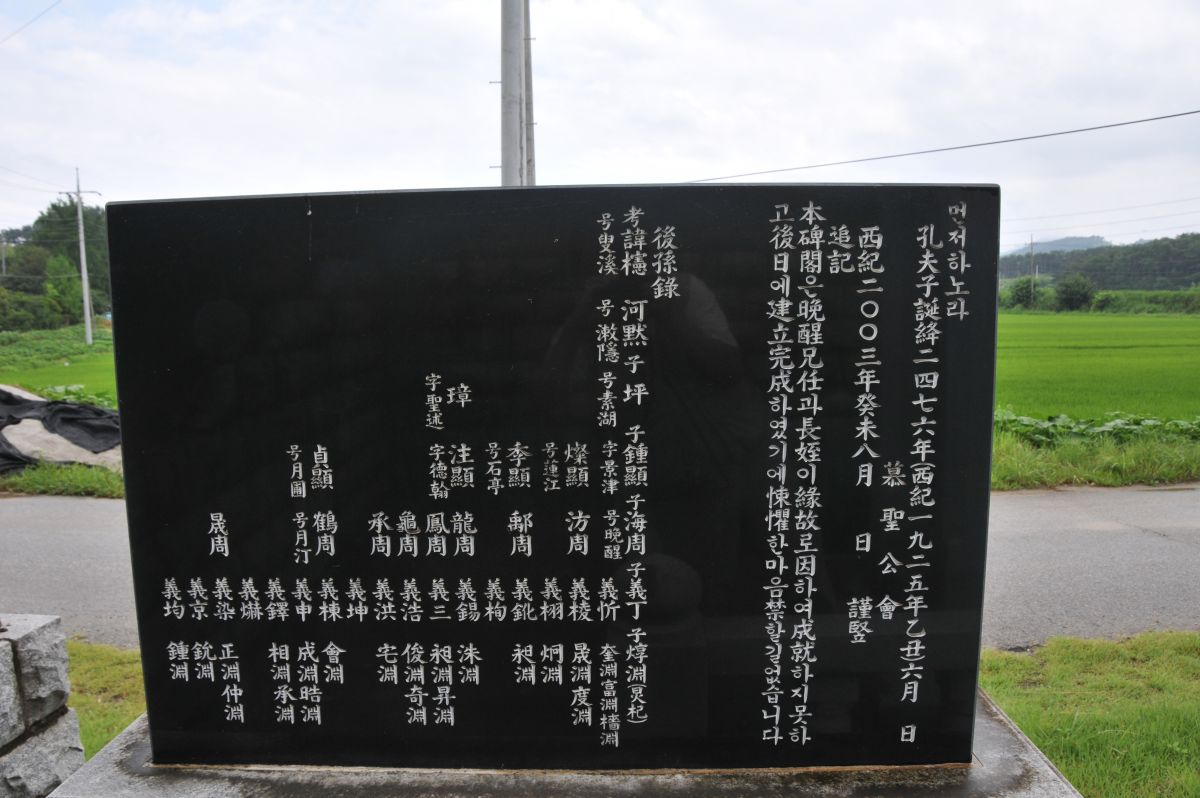 먼저하노라
孔夫子誕絳二四七六年(西紀一九二五年乙丑六月 日
慕聖公會 謹竪
西紀二〇〇三年癸未八月 日
追記
本碑閣은晩醒兄任과長姪이緣故로因하여成就하지못하
고後日에建立完成하였기에悚懼한마음禁할길없습니다
後孫錄
考諱櫶 河默 子坪 子鍾顯 子海周 子義丁 子焞淵(炅杞)
号叟溪 号漱隱 号素湖 字景津 号晩醒 義忻 奎淵富淵檣淵
燦顯 汸周 義棱 晟淵度淵
号蓮江 義栩 炯淵
季顯 鄅周 義鈋 昶淵
号石亭 義枸
璋 注顯 龍周 義錫 洙淵
字聖述 字德翰 鳳周 義三 昶淵昇淵
龜周 義浩 俊淵奇淵
承周 義洪 宅淵
義坤
貞顯 鶴周 義棟 會淵
号月圃 号月汀 義申 成淵晧淵
義鐸 相淵承淵
義爀
晟周 義染 正淵仲淵
義京 銃淵
義均 鍾淵